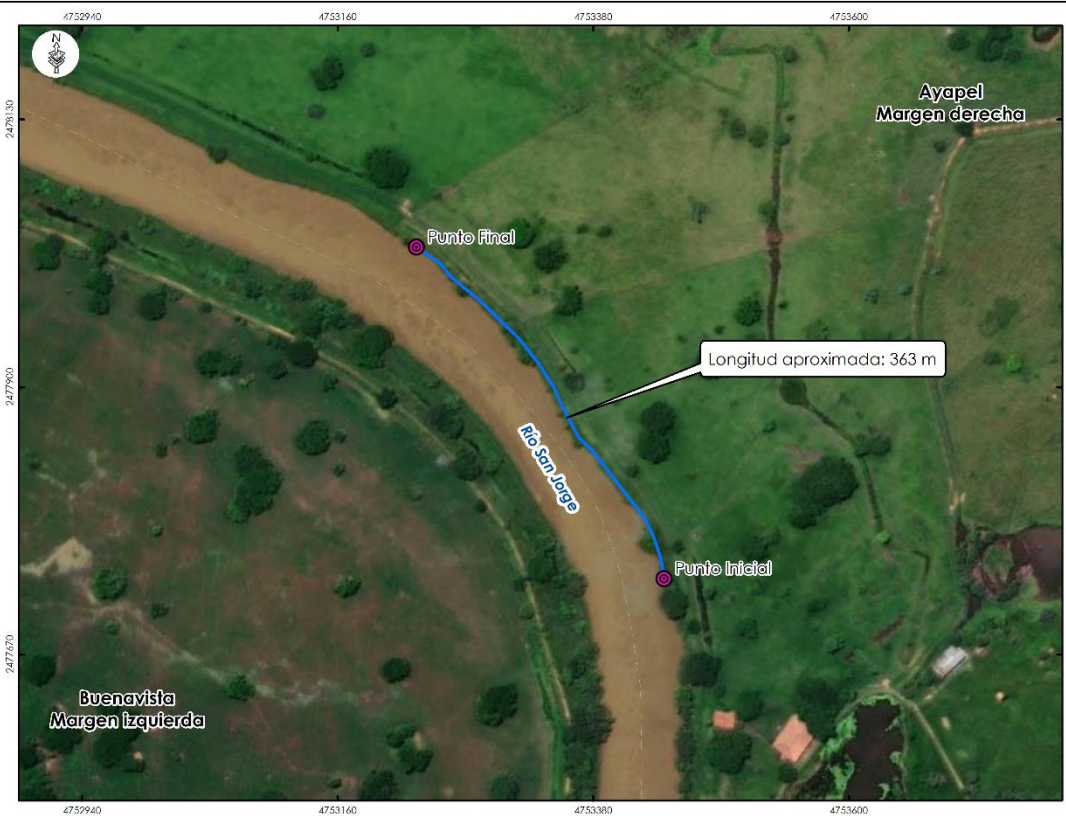 4752940
4753160
4753380
4753600
N
Ayapel
Margen derecha
2478130
Punto Final
Longitud aproximada: 363 m
2477900
Río San Jorge
Punto Inicial
2477670
Buenavista
Margen izquierda
4752940
4753160
4753380
4753600